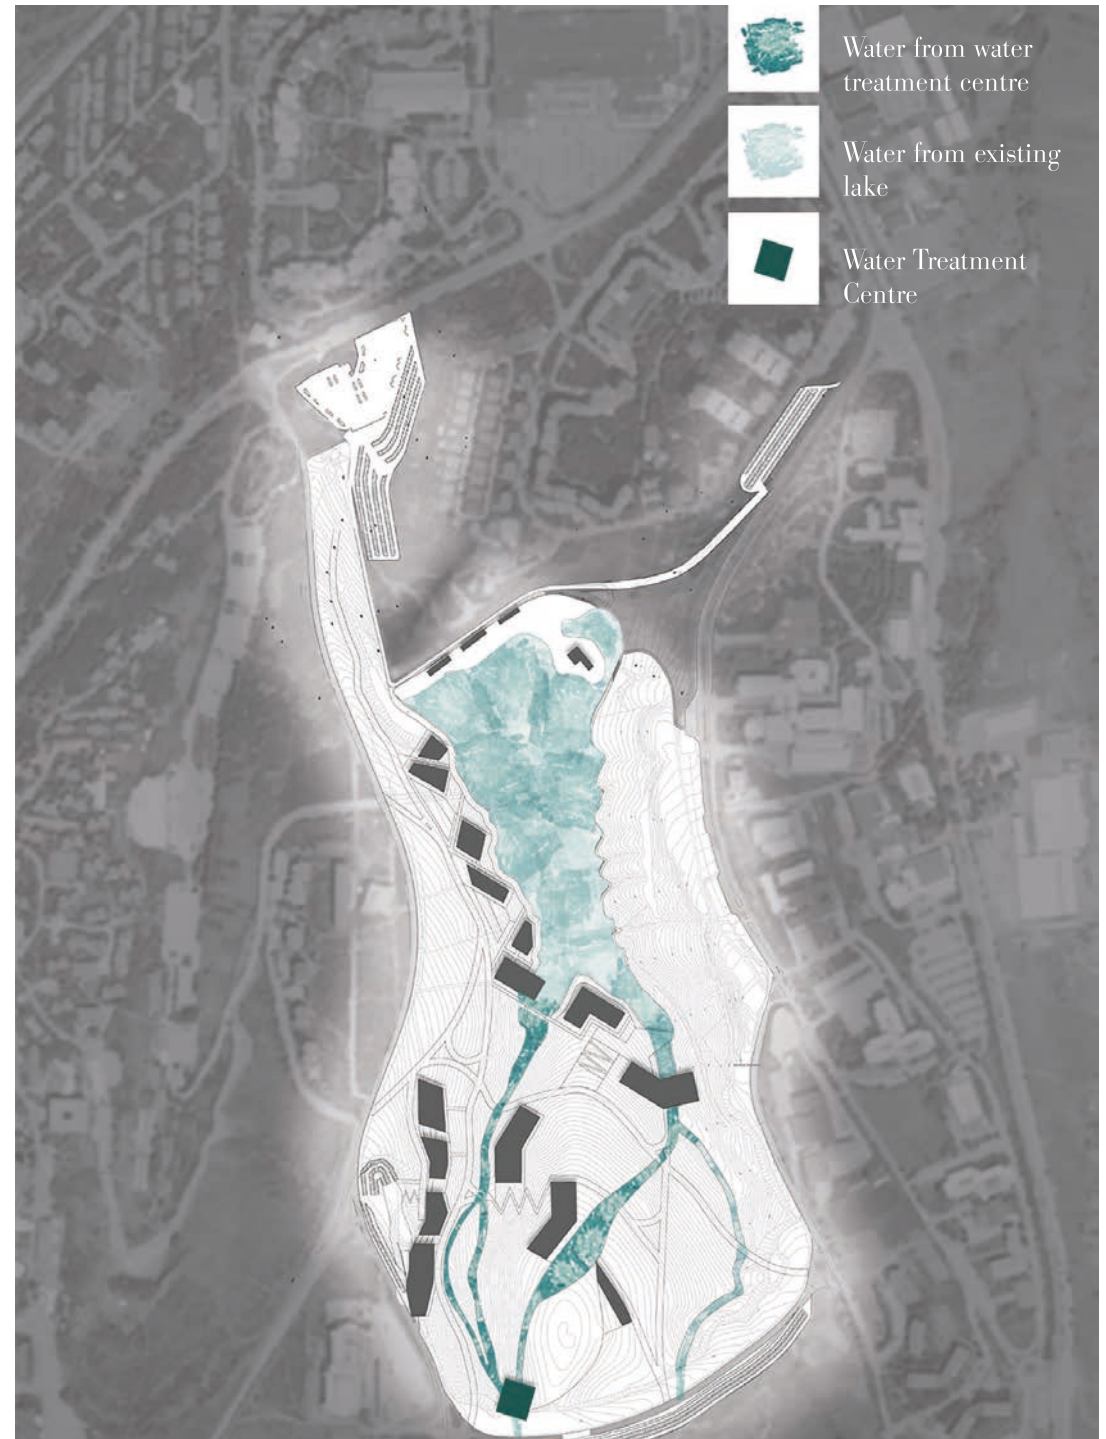 Water from water
treatment centre
Water from existing
lake
Water Treatment
Centre